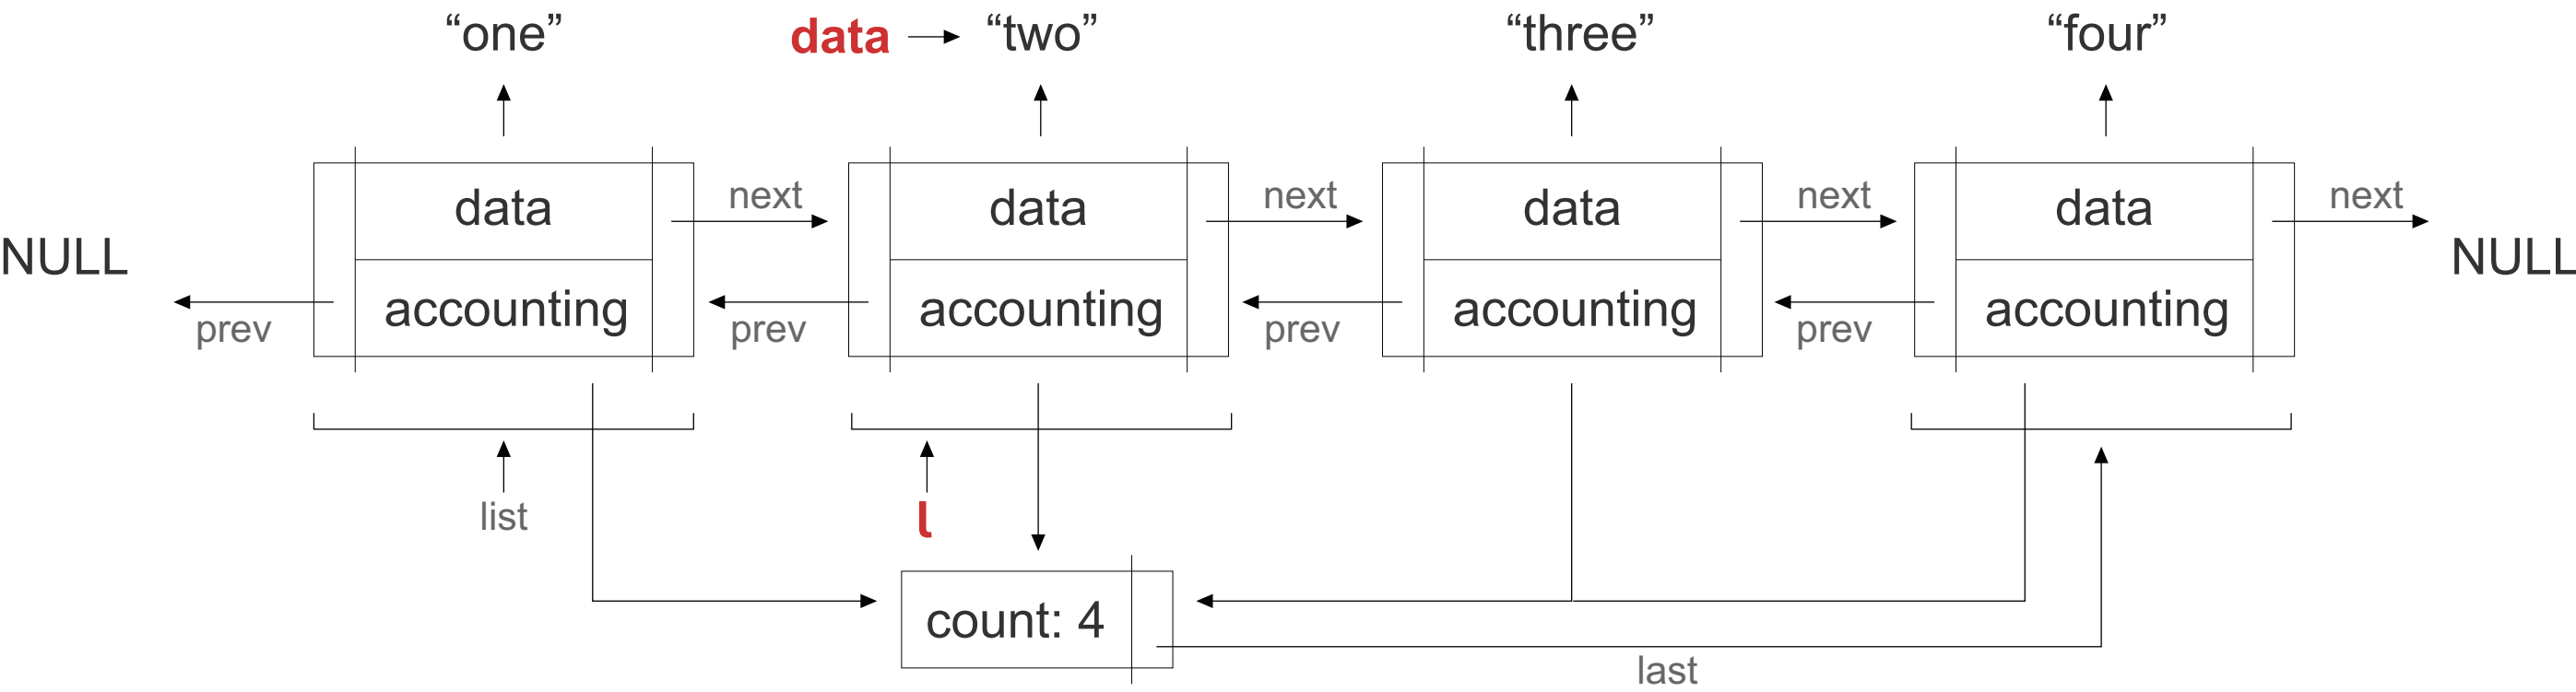 “one” data “two” “three” “four”
data next data next data next data next
NULL NULL
accounting accounting accounting accounting
prev prev prev prev
list l
count: 4
last